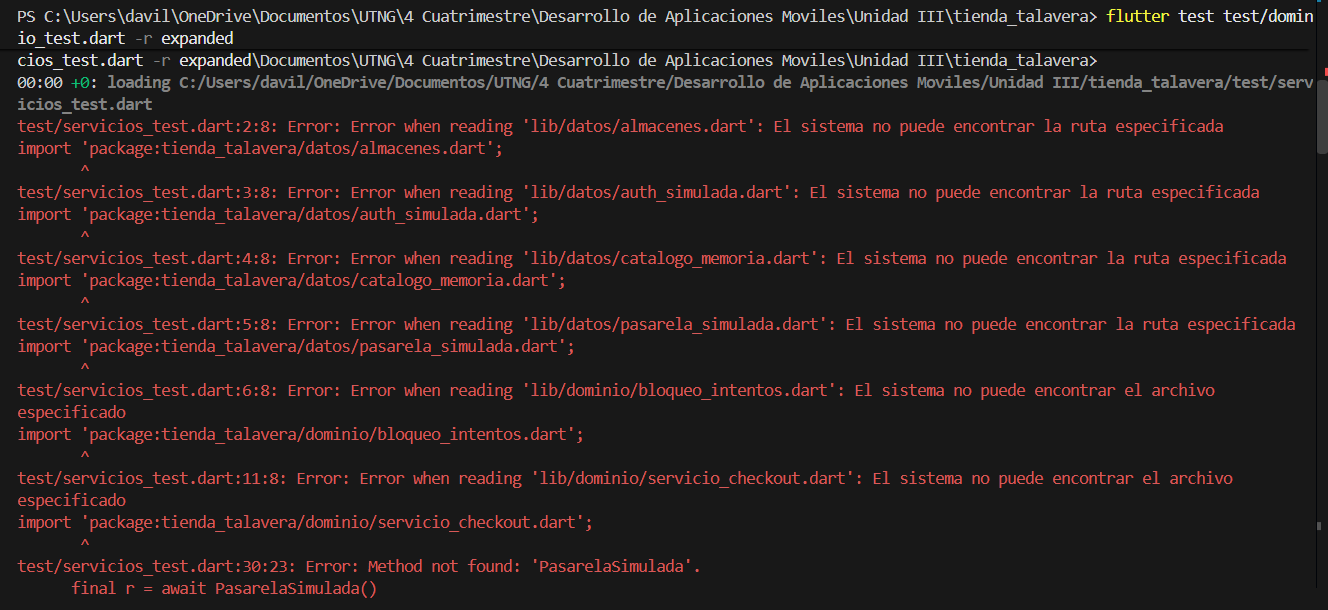 PS C:\Users\davil\OneDrive\Documentos\UTNG\4 Cuatrimestre\Desarrollo de Aplicaciones Moviles\Unidad III\tienda_talavera> flutter test test/domin
io_test.dart -r expanded
cios_test.dart -r expanded\Documentos\UTNG\4 Cuatrimestre\Desarrollo de Aplicaciones Moviles\Unidad III\tienda_talavera>
00:00 +0: loading C:/Users/davil/OneDrive/Documentos/UTNG/4 Cuatrimestre/Desarrollo de Aplicaciones Moviles/Unidad III/tienda_talavera/test/serv
icios_test.dart
test/servicios_test.dart:2:8: Error: Error when reading 'lib/datos/almacenes.dart': El sistema no puede encontrar la ruta especificada
import 'package:tienda_talavera/datos/almacenes.dart';
^
test/servicios_test.dart:3:8: Error: Error when reading 'lib/datos/auth_simulada.dart': El sistema no puede encontrar la ruta especificada
import 'package:tienda_talavera/datos/auth_simulada.dart';
^
test/servicios_test.dart:4:8: Error: Error when reading 'lib/datos/catalogo_memoria.dart': El sistema no puede encontrar la ruta especificada
import 'package:tienda_talavera/datos/catalogo_memoria.dart';
^
test/servicios_test.dart:5:8: Error: Error when reading 'lib/datos/pasarela_simulada.dart': El sistema no puede encontrar la ruta especificada
import 'package:tienda_talavera/datos/pasarela_simulada.dart';
^
test/servicios_test.dart:6:8: Error: Error when reading 'lib/dominio/bloqueo_intentos.dart': El sistema no puede encontrar el archivo
especificado
import 'package:tienda_talavera/dominio/bloqueo_intentos.dart';
^
test/servicios_test.dart:11:8: Error: Error when reading 'lib/dominio/servicio_checkout.dart': El sistema no puede encontrar el archivo
especificado
import 'package:tienda_talavera/dominio/servicio_checkout.dart';
^
test/servicios_test.dart:30:23: Error: Method not found: 'PasarelaSimulada'.
final r = await PasarelaSimulada()